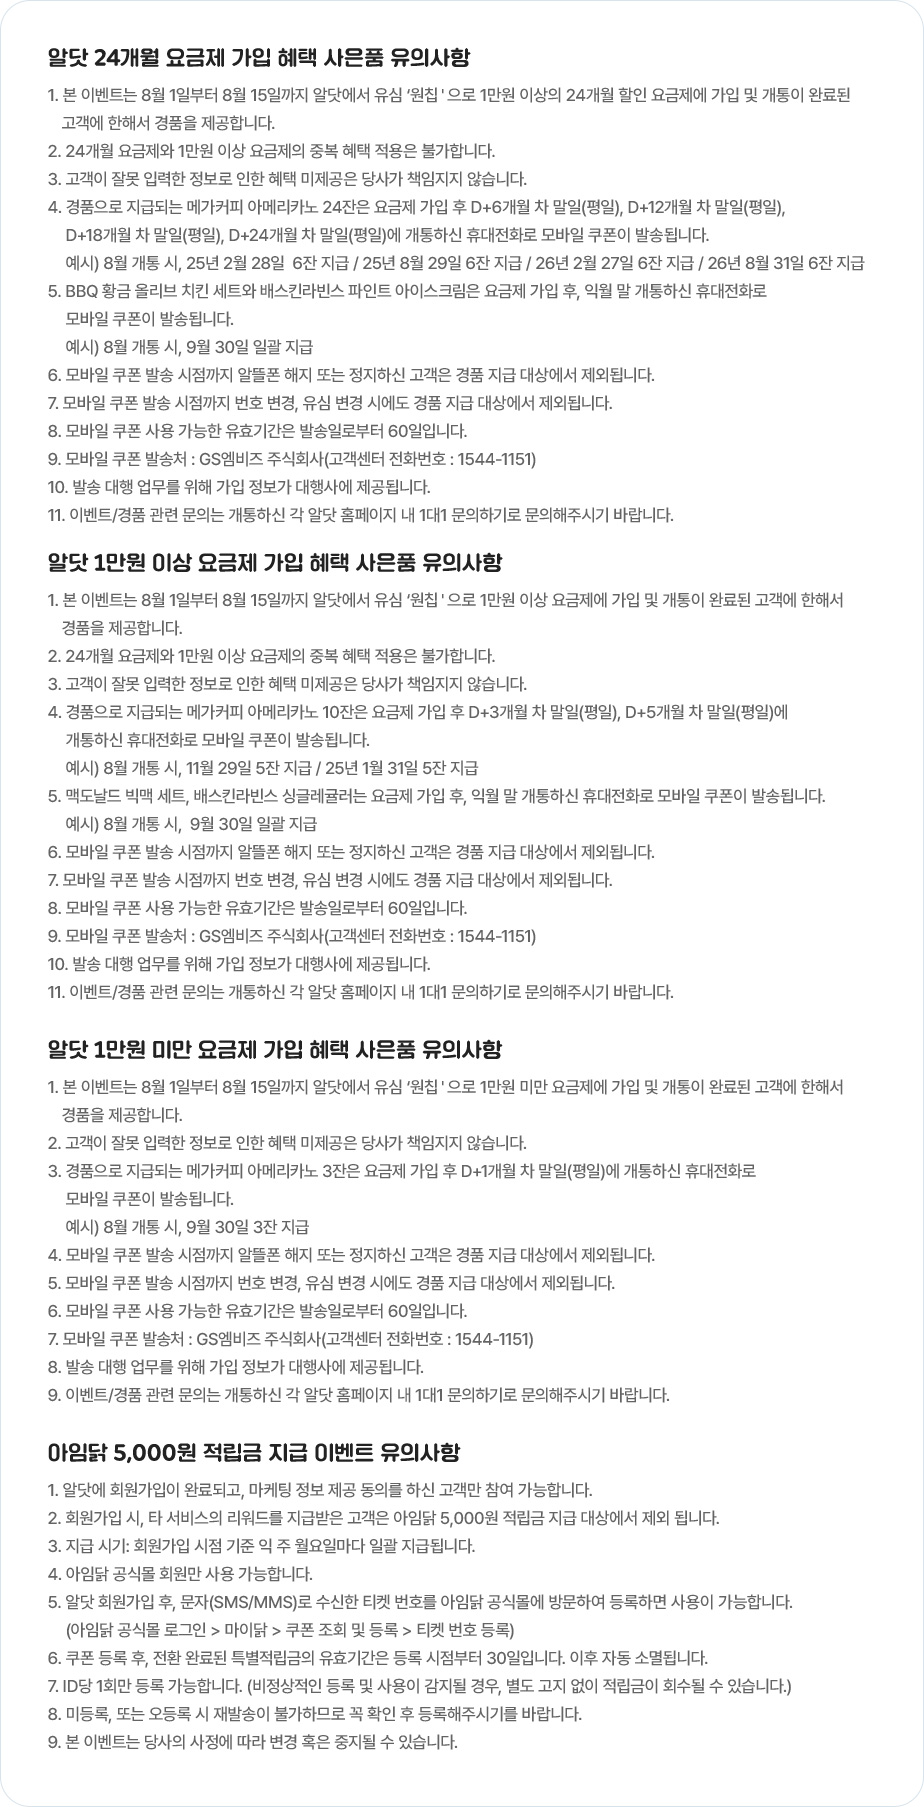 알닷 24개월 요금제 가입 혜택 사은품 유의사항
1. 본 이벤트는 8월 1일부터 8월 15일까지 알닷에서 유심 ‘원칩 ' 으로 1만원 이상의 24개월 할인 요금제에 가입 및 개통이 완료된
고객에 한해서 경품을 제공합니다.
2. 24개월 요금제와 1만원 이상 요금제의 중복 혜택 적용은 불가합니다.
3. 고객이 잘못 입력한 정보로 인한 혜택 미제공은 당사가 책임지지 않습니다.
4. 경품으로 지급되는 메가커피 아메리카노 24잔은 요금제 가입 후 D+6개월 차 말일(평일), D+12개월 차 말일(평일),
D+18개월 차 말일(평일), D+24개월 차 말일(평일)에 개통하신 휴대전화로 모바일 쿠폰이 발송됩니다.
예시) 8월 개통 시, 25년 2월 28일  6잔 지급 / 25년 8월 29일 6잔 지급 / 26년 2월 27일 6잔 지급 / 26년 8월 31일 6잔 지급
5. BBQ 황금 올리브 치킨 세트와 배스킨라빈스 파인트 아이스크림은 요금제 가입 후, 익월 말 개통하신 휴대전화로
모바일 쿠폰이 발송됩니다.
예시) 8월 개통 시, 9월 30일 일괄 지급
6. 모바일 쿠폰 발송 시점까지 알뜰폰 해지 또는 정지하신 고객은 경품 지급 대상에서 제외됩니다.
7. 모바일 쿠폰 발송 시점까지 번호 변경, 유심 변경 시에도 경품 지급 대상에서 제외됩니다.
8. 모바일 쿠폰 사용 가능한 유효기간은 발송일로부터 60일입니다.
9. 모바일 쿠폰 발송처 : GS엠비즈 주식회사(고객센터 전화번호 : 1544-1151)
10. 발송 대행 업무를 위해 가입 정보가 대행사에 제공됩니다.
11. 이벤트/경품 관련 문의는 개통하신 각 알닷 홈페이지 내 1대1 문의하기로 문의해주시기 바랍니다.
알닷 1만원 이상 요금제 가입 혜택 사은품 유의사항
1. 본 이벤트는 8월 1일부터 8월 15일까지 알닷에서 유심 ‘원칩 ' 으로 1만원 이상 요금제에 가입 및 개통이 완료된 고객에 한해서
경품을 제공합니다.
2. 24개월 요금제와 1만원 이상 요금제의 중복 혜택 적용은 불가합니다.
3. 고객이 잘못 입력한 정보로 인한 혜택 미제공은 당사가 책임지지 않습니다.
4. 경품으로 지급되는 메가커피 아메리카노 10잔은 요금제 가입 후 D+3개월 차 말일(평일), D+5개월 차 말일(평일)에
개통하신 휴대전화로 모바일 쿠폰이 발송됩니다.
예시) 8월 개통 시, 11월 29일 5잔 지급 / 25년 1월 31일 5잔 지급
5. 맥도날드 빅맥 세트, 배스킨라빈스 싱글레귤러는 요금제 가입 후, 익월 말 개통하신 휴대전화로 모바일 쿠폰이 발송됩니다.
예시) 8월 개통 시,  9월 30일 일괄 지급
6. 모바일 쿠폰 발송 시점까지 알뜰폰 해지 또는 정지하신 고객은 경품 지급 대상에서 제외됩니다.
7. 모바일 쿠폰 발송 시점까지 번호 변경, 유심 변경 시에도 경품 지급 대상에서 제외됩니다.
8. 모바일 쿠폰 사용 가능한 유효기간은 발송일로부터 60일입니다.
9. 모바일 쿠폰 발송처 : GS엠비즈 주식회사(고객센터 전화번호 : 1544-1151)
10. 발송 대행 업무를 위해 가입 정보가 대행사에 제공됩니다.
11. 이벤트/경품 관련 문의는 개통하신 각 알닷 홈페이지 내 1대1 문의하기로 문의해주시기 바랍니다.
알닷 1만원 미만 요금제 가입 혜택 사은품 유의사항
1. 본 이벤트는 8월 1일부터 8월 15일까지 알닷에서 유심 ‘원칩 ' 으로 1만원 미만 요금제에 가입 및 개통이 완료된 고객에 한해서
경품을 제공합니다.
2. 고객이 잘못 입력한 정보로 인한 혜택 미제공은 당사가 책임지지 않습니다.
3. 경품으로 지급되는 메가커피 아메리카노 3잔은 요금제 가입 후 D+1개월 차 말일(평일)에 개통하신 휴대전화로
모바일 쿠폰이 발송됩니다.
예시) 8월 개통 시, 9월 30일 3잔 지급
4. 모바일 쿠폰 발송 시점까지 알뜰폰 해지 또는 정지하신 고객은 경품 지급 대상에서 제외됩니다.
5. 모바일 쿠폰 발송 시점까지 번호 변경, 유심 변경 시에도 경품 지급 대상에서 제외됩니다.
6. 모바일 쿠폰 사용 가능한 유효기간은 발송일로부터 60일입니다.
7. 모바일 쿠폰 발송처 : GS엠비즈 주식회사(고객센터 전화번호 : 1544-1151)
8. 발송 대행 업무를 위해 가입 정보가 대행사에 제공됩니다.
9. 이벤트/경품 관련 문의는 개통하신 각 알닷 홈페이지 내 1대1 문의하기로 문의해주시기 바랍니다.
아임닭 5,000원 적립금 지급 이벤트 유의사항
1. 알닷에 회원가입이 완료되고, 마케팅 정보 제공 동의를 하신 고객만 참여 가능합니다.
2. 회원가입 시, 타 서비스의 리워드를 지급받은 고객은 아임닭 5,000원 적립금 지급 대상에서 제외 됩니다.
3. 지급 시기: 회원가입 시점 기준 익 주 월요일마다 일괄 지급됩니다.
4. 아임닭 공식몰 회원만 사용 가능합니다.
5. 알닷 회원가입 후, 문자(SMS/MMS)로 수신한 티켓 번호를 아임닭 공식몰에 방문하여 등록하면 사용이 가능합니다.
(아임닭 공식몰 로그인 > 마이닭 > 쿠폰 조회 및 등록 > 티켓 번호 등록)
6. 쿠폰 등록 후, 전환 완료된 특별적립금의 유효기간은 등록 시점부터 30일입니다. 이후 자동 소멸됩니다.
7. ID당 1회만 등록 가능합니다. (비정상적인 등록 및 사용이 감지될 경우, 별도 고지 없이 적립금이 회수될 수 있습니다.)
8. 미등록, 또는 오등록 시 재발송이 불가하므로 꼭 확인 후 등록해주시기를 바랍니다.
9. 본 이벤트는 당사의 사정에 따라 변경 혹은 중지될 수 있습니다.